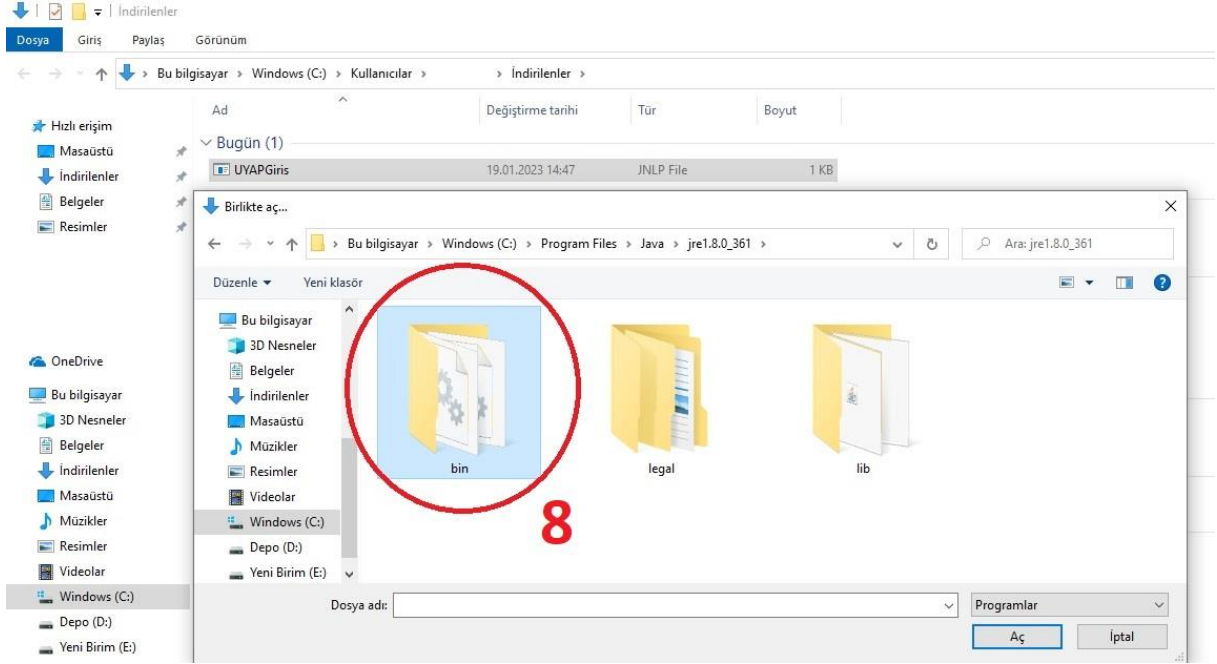 İndirilenler
Dosya Giriş Paylaş Görünüm
Bu bilgisayar › Windows (C:) › Kullanıcılar › › İndirilenler ›
Ad Değiştirme tarihi Tür Boyut
Hızlı erişim
Masaüstü
İndirilenler
Belgeler
Resimler
OneDrive
Bu bilgisayar
3D Nesneler
Belgeler
İndirilenler
Masaüstü
Müzikler
Resimler
Videolar
Windows (C:)
Depo (D:)
Yeni Birim (E:)
Bugün (1)
UYAPGiris 19.01.2023 14:47 JNLP File 1 KB
Birlikte aç...
Bu bilgisayar › Windows (C:) › Program Files › Java › jre1.8.0_361 ›
Ara: jre1.8.0_361
Düzenle Yeni klasör
Bu bilgisayar
3D Nesneler
Belgeler
İndirilenler
Masaüstü
Müzikler
Resimler
Videolar
Windows (C:)
Depo (D:)
Yeni Birim (E:)
bin legal lib
8
Dosya adı:
Programlar
Aç İptal